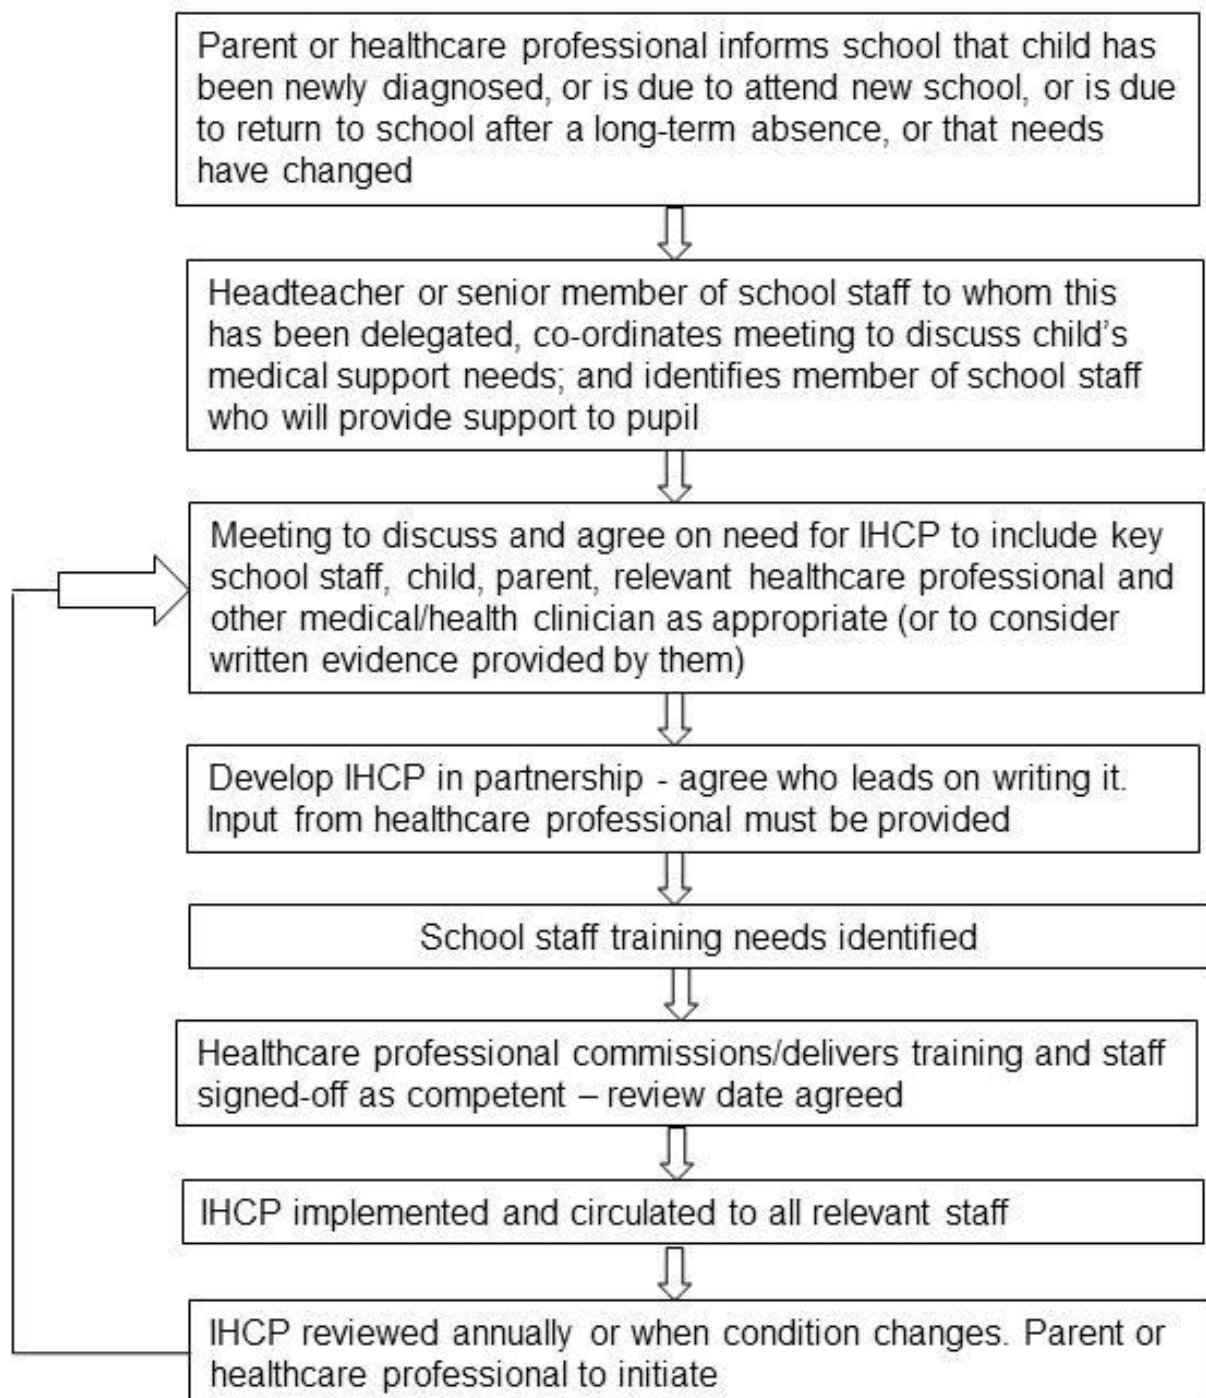 Parent or healthcare professional informs school that child has
been newly diagnosed, or is due to attend new school, or is due
to return to school after a long-term absence, or that needs
have changed
Headteacher or senior member of school staff to whom this
has been delegated, co-ordinates meeting to discuss child's
medical support needs; and identifies member of school staff
who will provide support to pupil
Meeting to discuss and agree on need for IHCP to include key
school staff, child, parent, relevant healthcare professional and
other medical/health clinician as appropriate (or to consider
written evidence provided by them)
Develop IHCP in partnership - agree who leads on writing it.
Input from healthcare professional must be provided
School staff training needs identified
Healthcare professional commissions/delivers training and staff
signed-off as competent – review date agreed
IHCP implemented and circulated to all relevant staff
IHCP reviewed annually or when condition changes. Parent or
healthcare professional to initiate